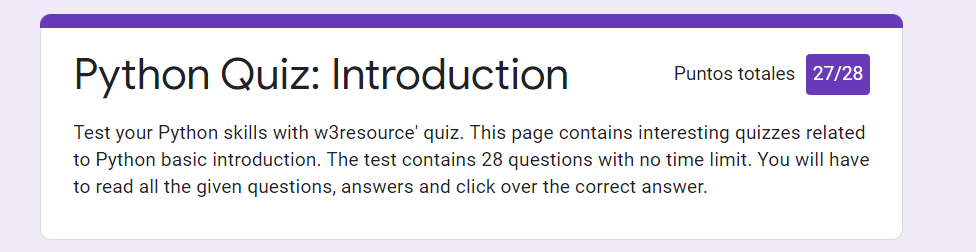 Python Quiz: Introduction
Puntos totales 27/28
Test your Python skills with w3resource' quiz. This page contains interesting quizzes related
to Python basic introduction. The test contains 28 questions with no time limit. You will have
to read all the given questions, answers and click over the correct answer.